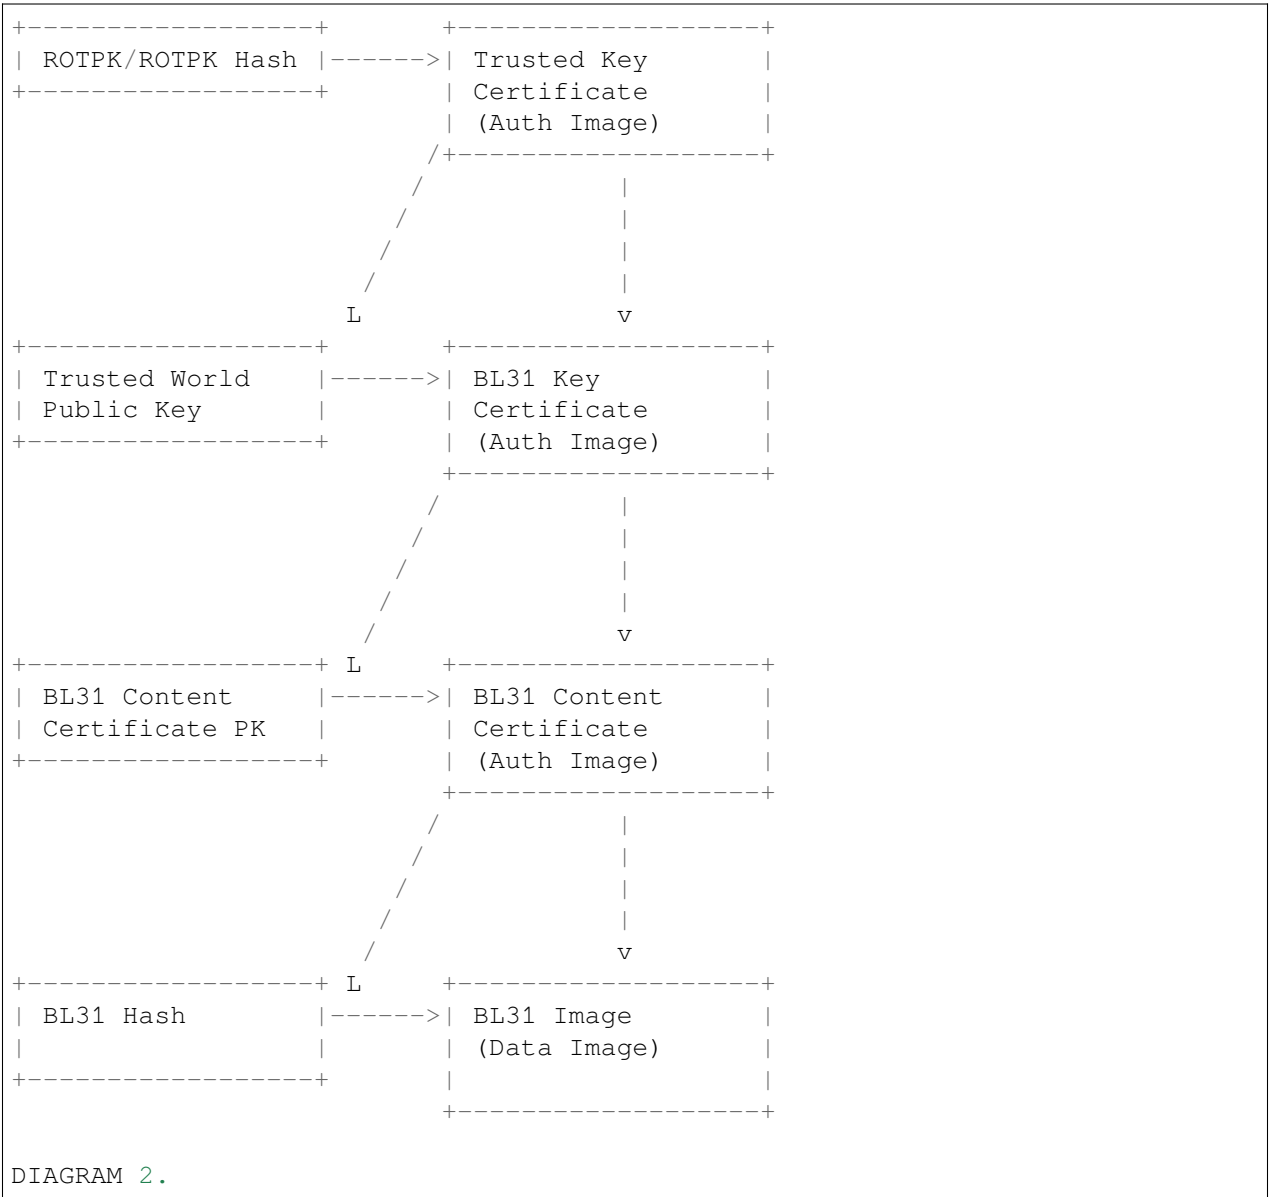 +------------------+       +-------------------+
| ROTPK/ROTPK Hash |------>| Trusted Key       |
+------------------+       | Certificate       |
                           | (Auth Image)      |
                          /+-------------------+
                         /            |
                        /             |
                       /              |
                      /               |
                     L                v
+------------------+       +-------------------+
| Trusted World    |------>| BL31 Key          |
| Public Key       |       | Certificate       |
+------------------+       | (Auth Image)      |
                           +-------------------+
                          /           |
                         /            |
                        /             |
                       /              |
                      /               v
+------------------+ L     +-------------------+
| BL31 Content     |------>| BL31 Content      |
| Certificate PK   |       | Certificate       |
+------------------+       | (Auth Image)      |
                           +-------------------+
                          /           |
                         /            |
                        /             |
                       /              |
                      /               v
+------------------+ L     +-------------------+
| BL31 Hash        |------>| BL31 Image        |
|                  |       | (Data Image)      |
+------------------+       |                   |
                           +-------------------+
DIAGRAM 2.